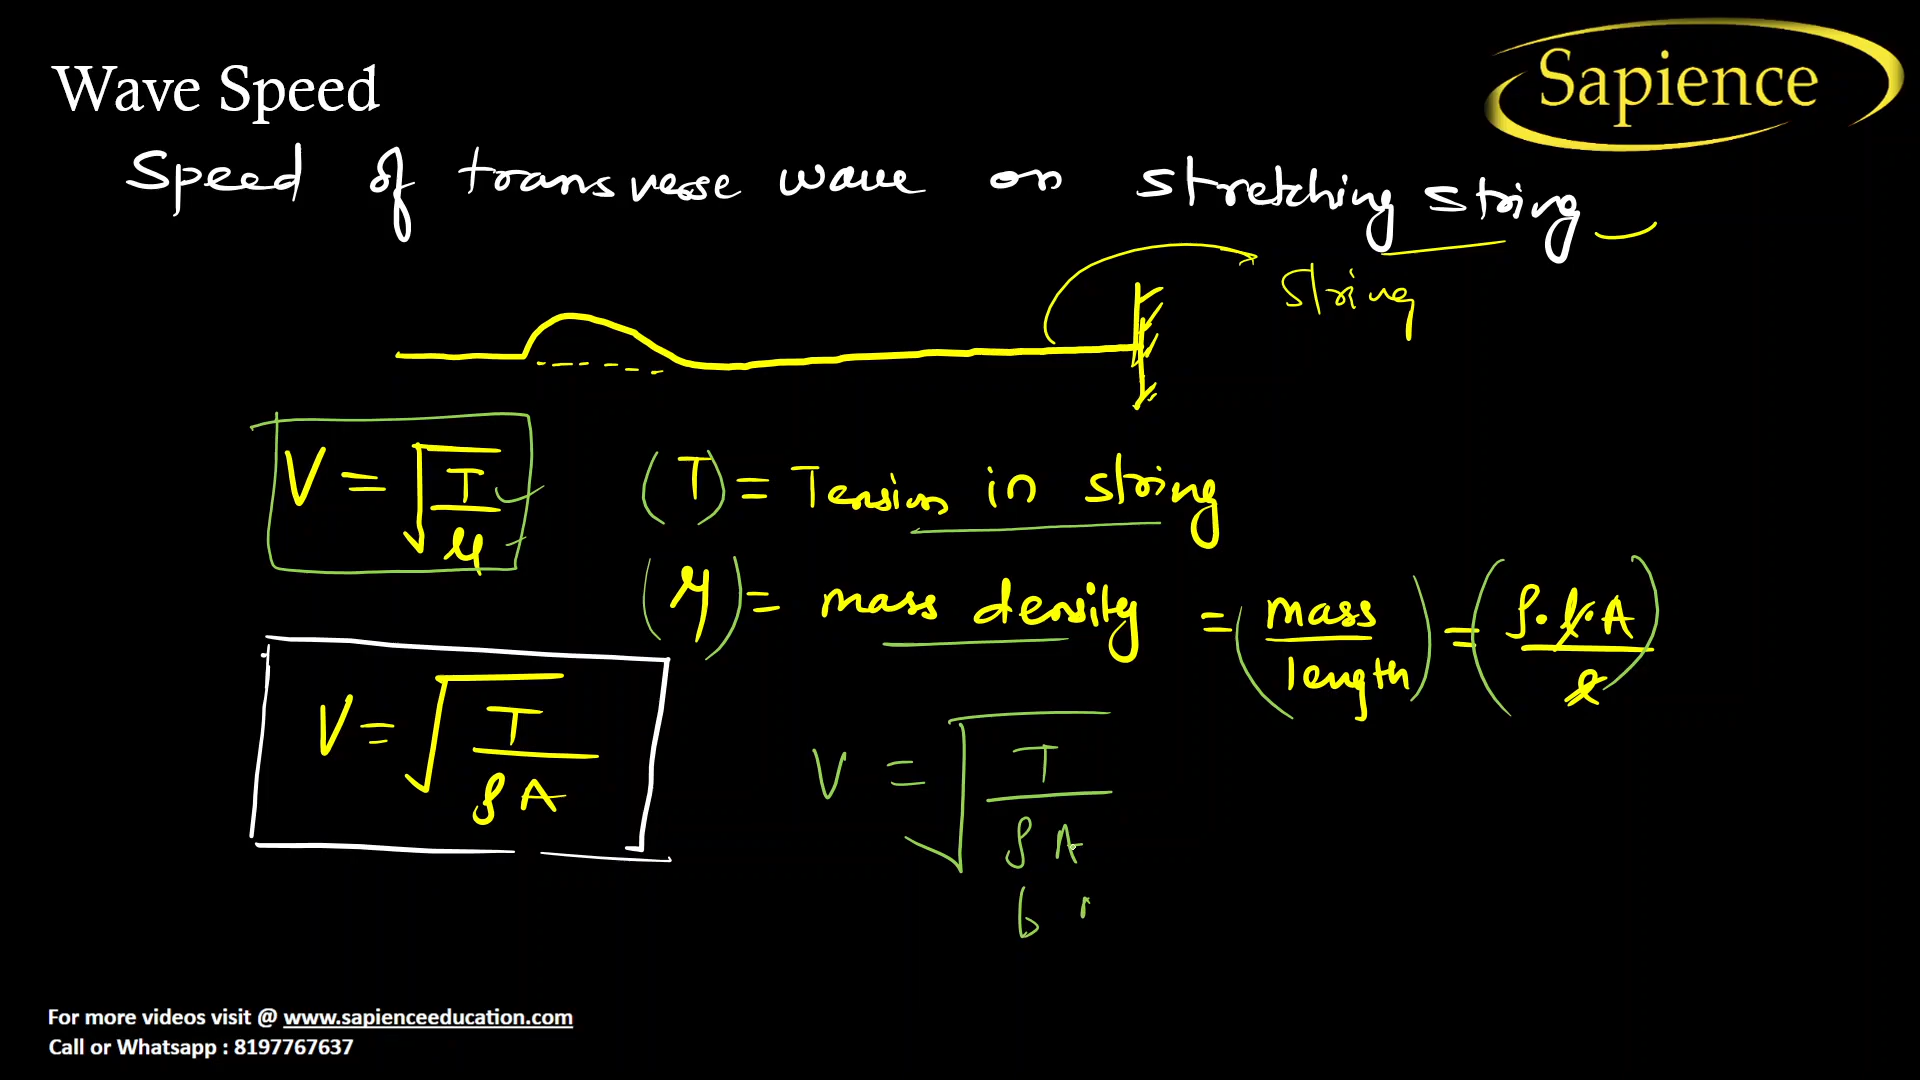 Wave Speed
Sapience
Speed of transverse wave on stretching string
string
V = √(T/μ)
(T) = Tension in string
(μ) = mass density = (mass/length) = (ρ.l.A/l)
V = √(T/ρA)
V = √(T/ρA)
For more videos visit @ www.sapienceeducation.com
Call or Whatsapp : 8197767637